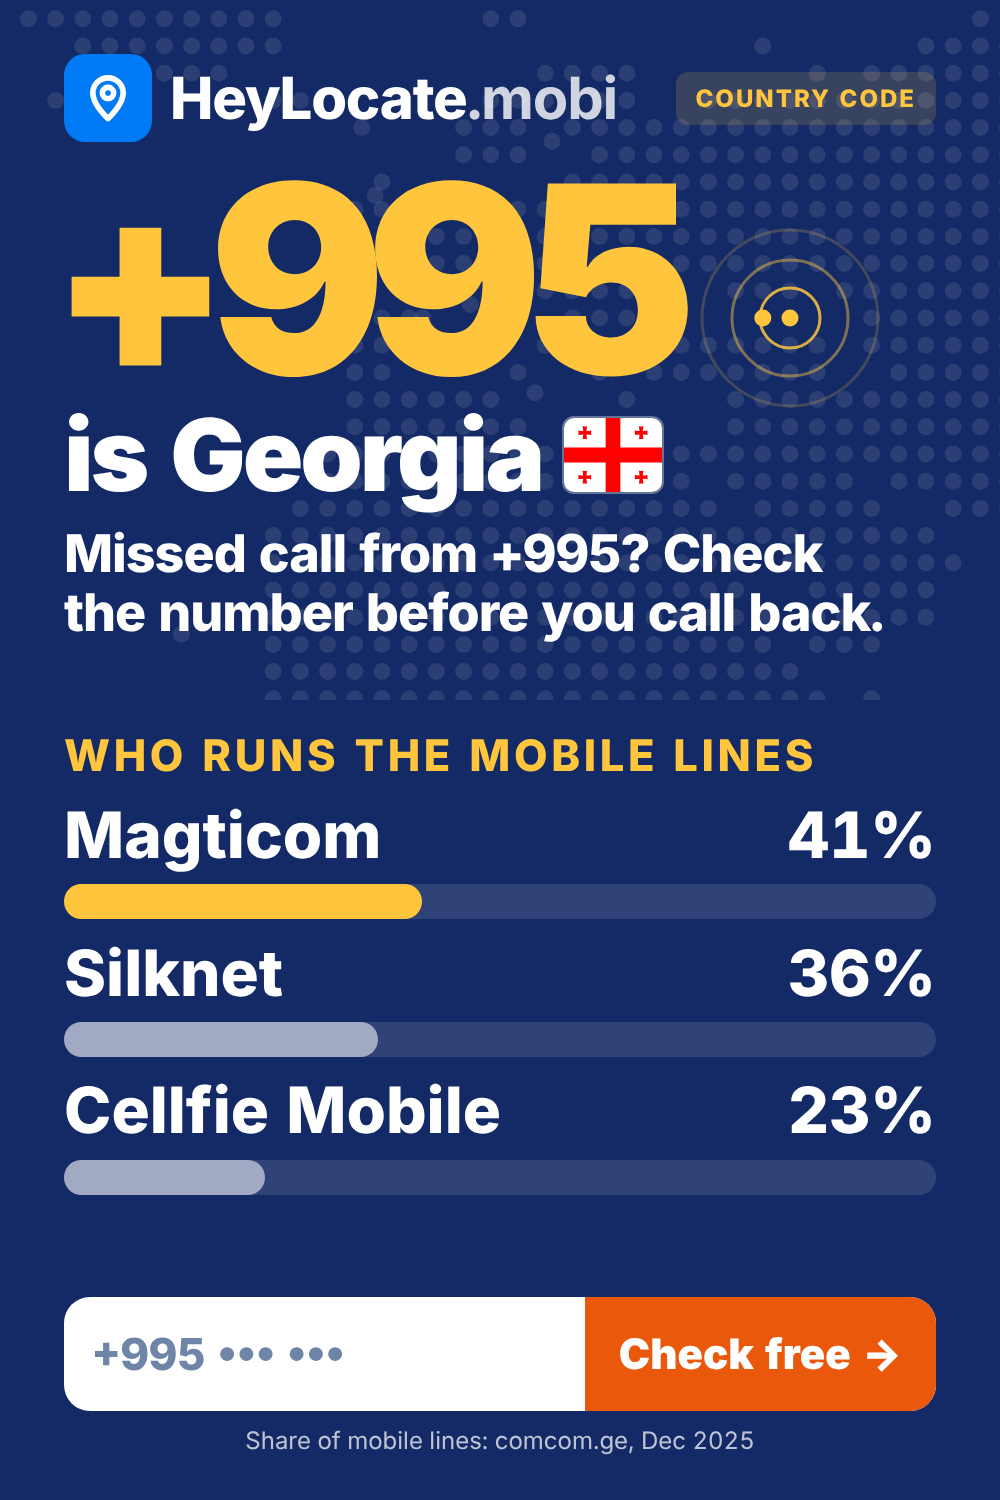 HeyLocate.mobi
COUNTRY CODE
+995
is Georgia
Missed call from +995? Check
the number before you call back.
WHO RUNS THE MOBILE LINES
Magticom 41%
Silknet 36%
Cellfie Mobile 23%
+995 ••• •••
Check free →
Share of mobile lines: comcom.ge, Dec 2025